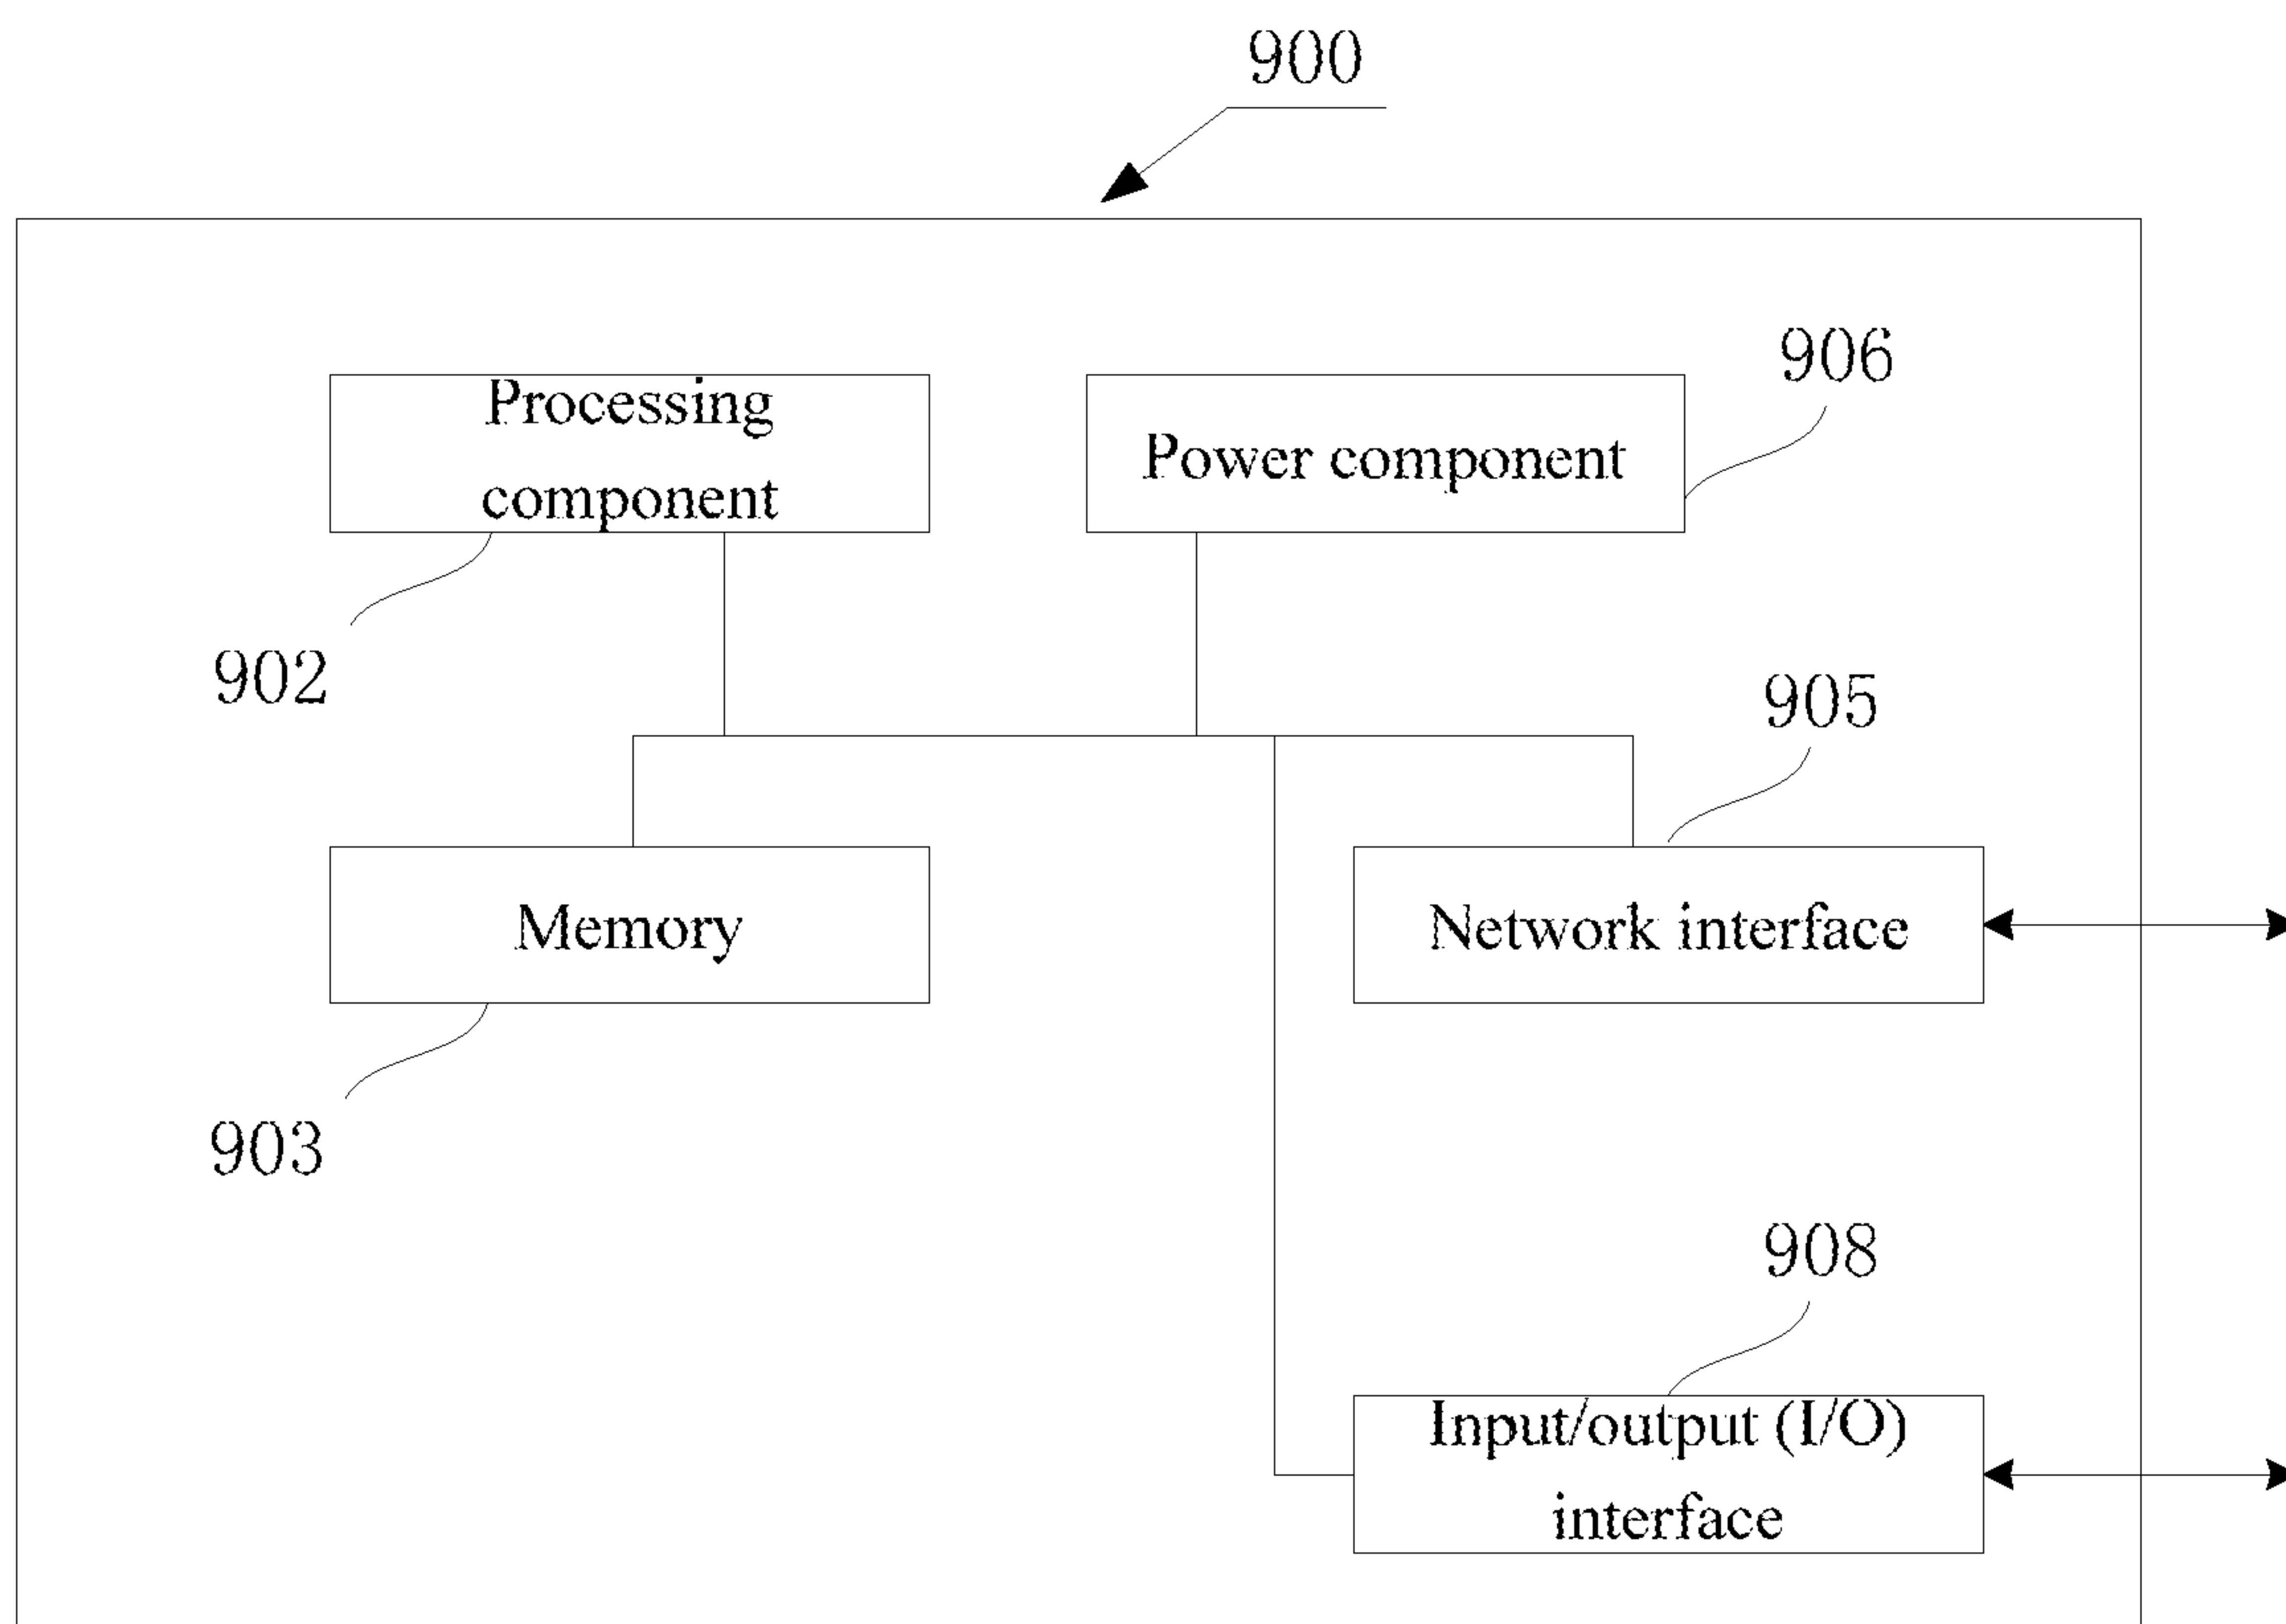 900
Processing
component
Power component
906
902
905
Memory
Network interface
903
908
Input/output (I/O)
interface